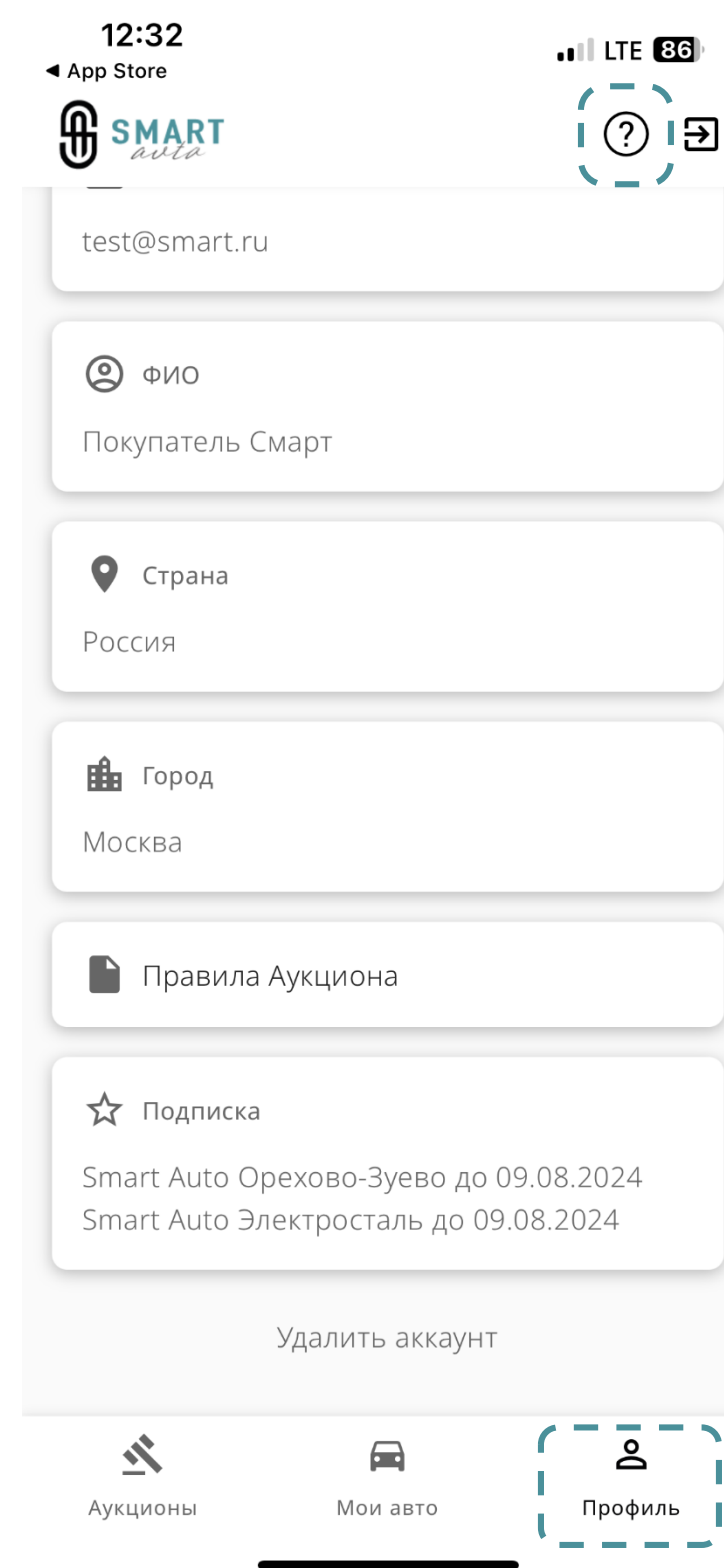 12:32
LTE 86
App Store
SMART
avto
?
test@smart.ru
ФИО
Покупатель Смарт
Страна
Россия
Город
Москва
Правила Аукциона
Подписка
Smart Auto Орехово-Зуево до 09.08.2024
Smart Auto Электросталь до 09.08.2024
Удалить аккаунт
Аукционы
Мои авто
Профиль